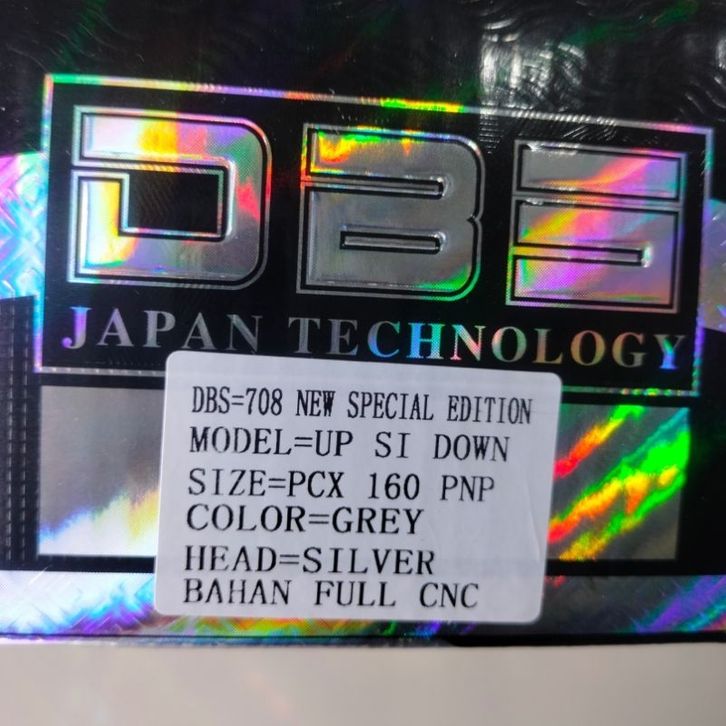 DBS
JAPAN TECHNOLOGY
DBS=708 NEW SPECIAL EDITION
MODEL=UP SI DOWN
SIZE=PCX 160 PNP
COLOR=GREY
HEAD=SILVER
BAHAN FULL CNC